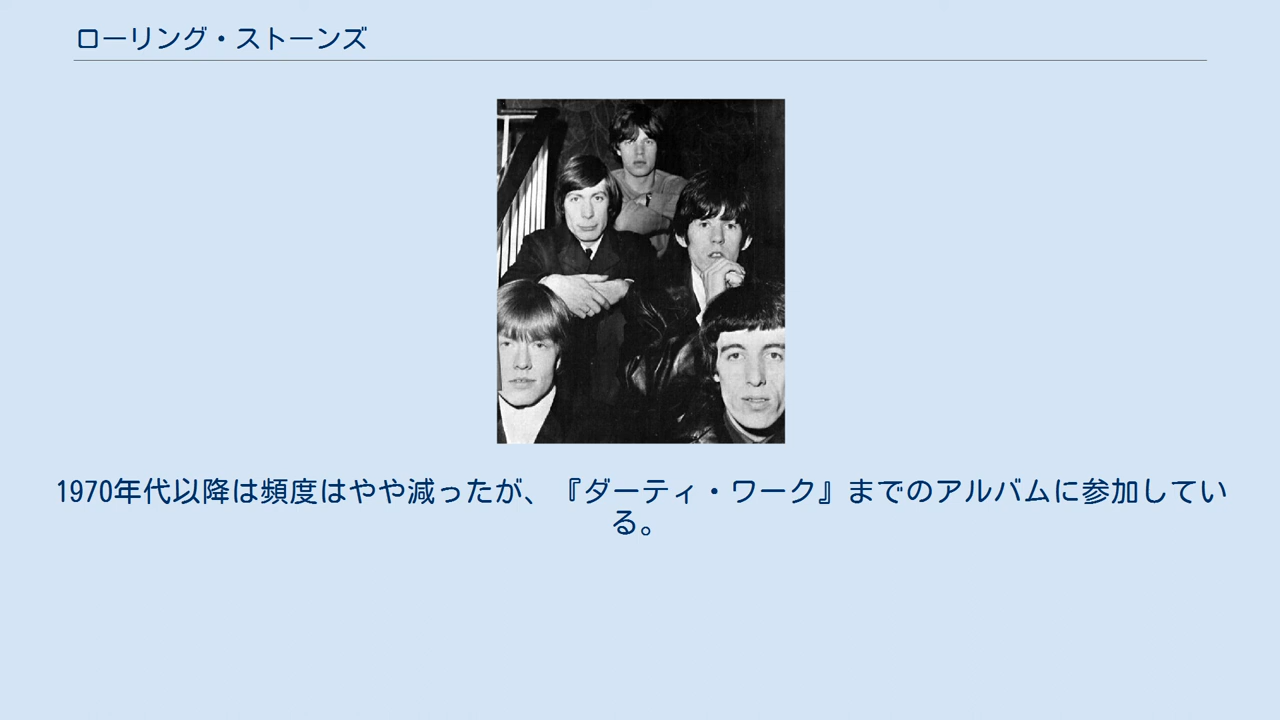 ローリング・ストーンズ
1970年代以降は頻度はやや減ったが、『ダーティ・ワーク』までのアルバムに参加してい
る。